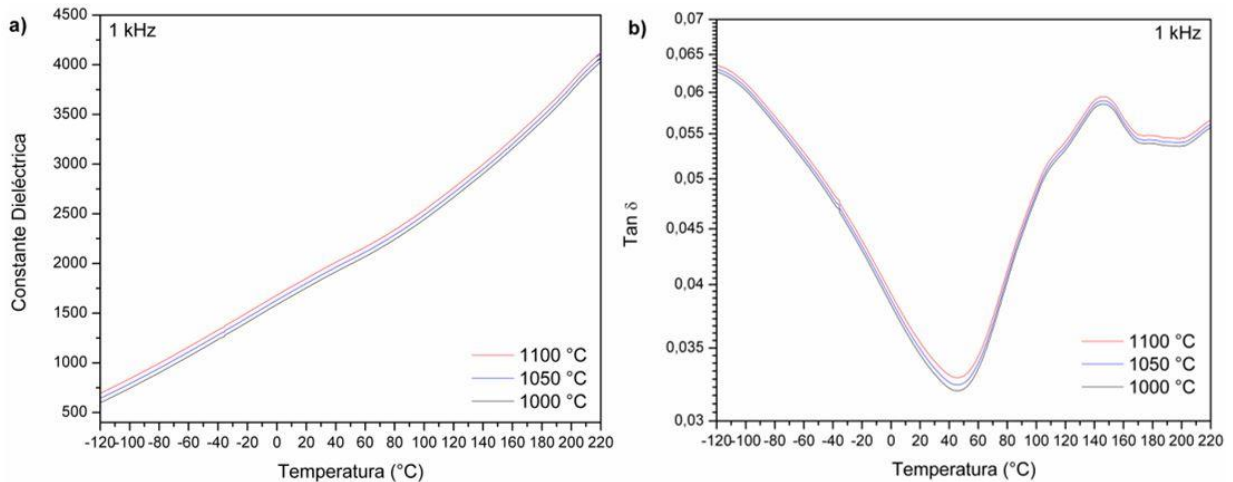 a)
1 kHz
4500
4000
3500
3000
2500
2000
1500
1000
500
Constante Dieléctrica
1100 °C
1050 °C
1000 °C
-120 -100 -80 -60 -40 -20 0 20 40 60 80 100 120 140 160 180 200 220
Temperatura (°C)
b)
1 kHz
0,07
0,065
0,06
0,055
0,05
0,045
0,04
0,035
0,03
Tan δ
1100 °C
1050 °C
1000 °C
-120 -100 -80 -60 -40 -20 0 20 40 60 80 100 120 140 160 180 200 220
Temperatura (°C)